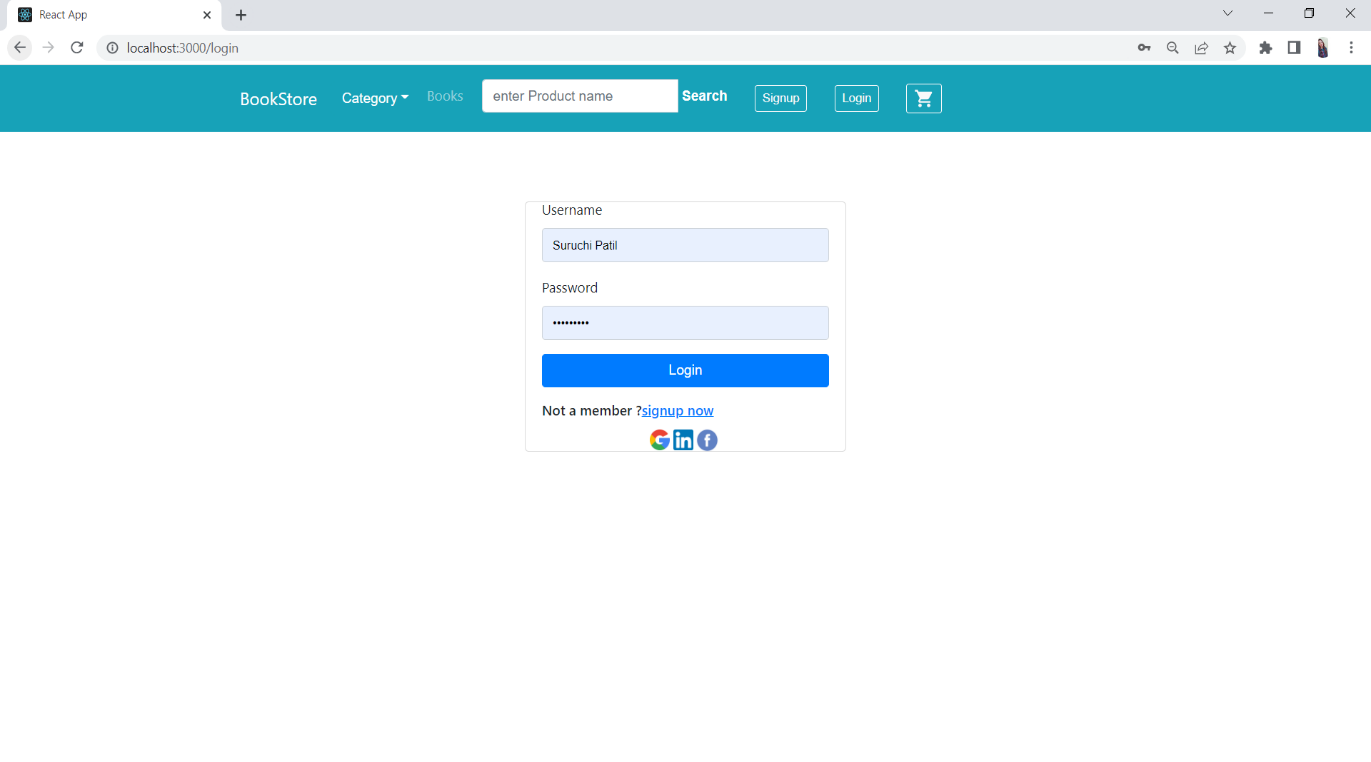 React App
localhost:3000/login
BookStore Category Books enter Product name Search Signup Login
Username
Suruchi Patil
Password
•••••••••
Login
Not a member ?signup now